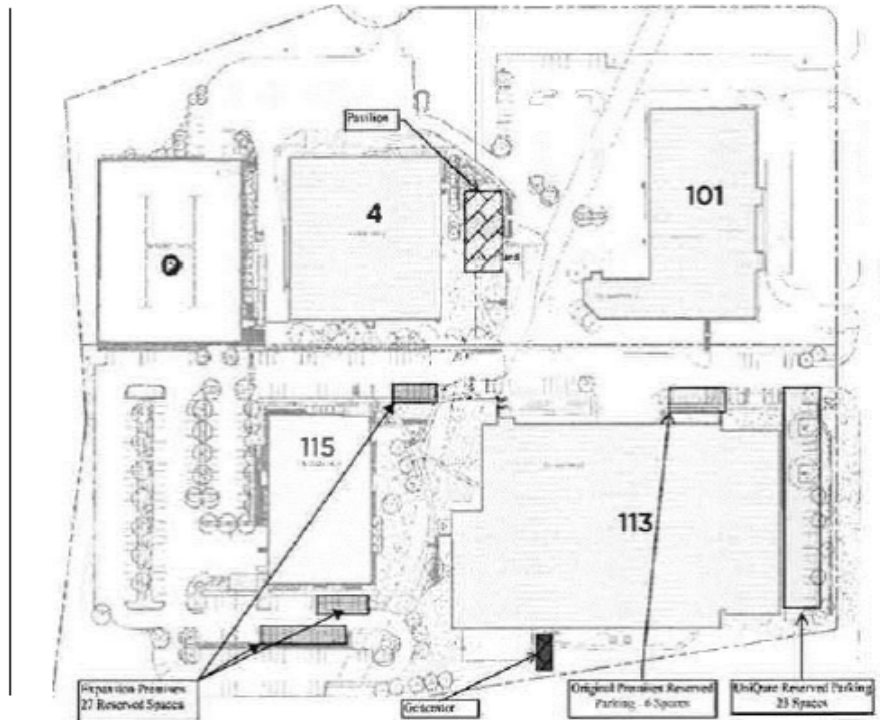 Pavilion
4
101
115
113
Expansion Premises
27 Reserved Spaces
Generator
Original Premises Reserved
Parking - 6 Spaces
UniQure Reserved Parking
23 Spaces